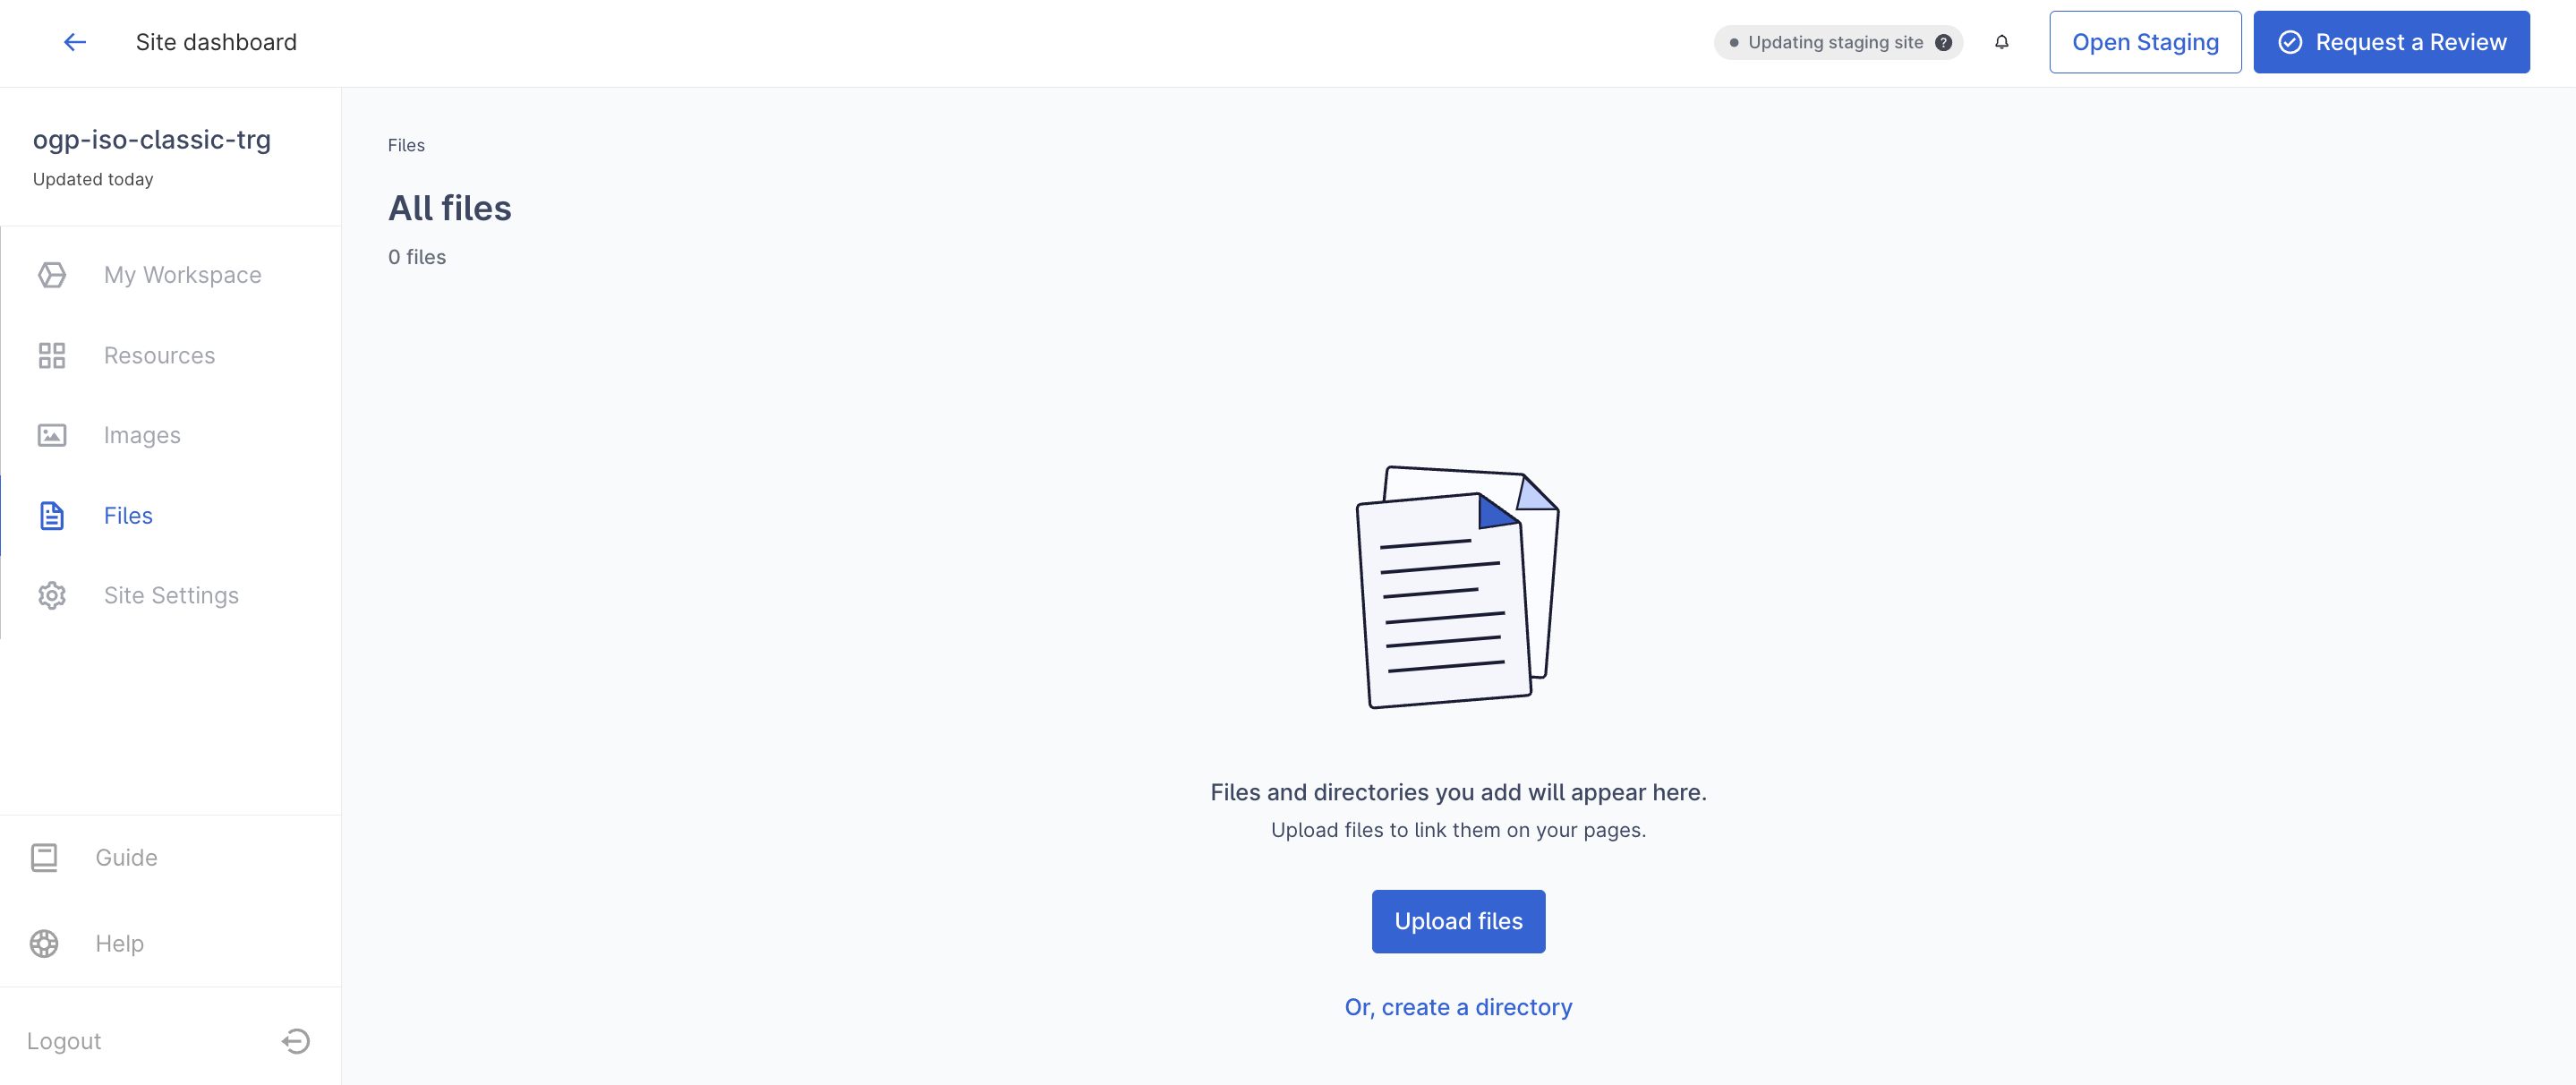 Site dashboard
Updating staging site ?
Open Staging
Request a Review
ogp-iso-classic-trg
Updated today
My Workspace
Resources
Images
Files
Site Settings
Guide
Help
Logout
Files
All files
0 files
Files and directories you add will appear here.
Upload files to link them on your pages.
Upload files
Or, create a directory